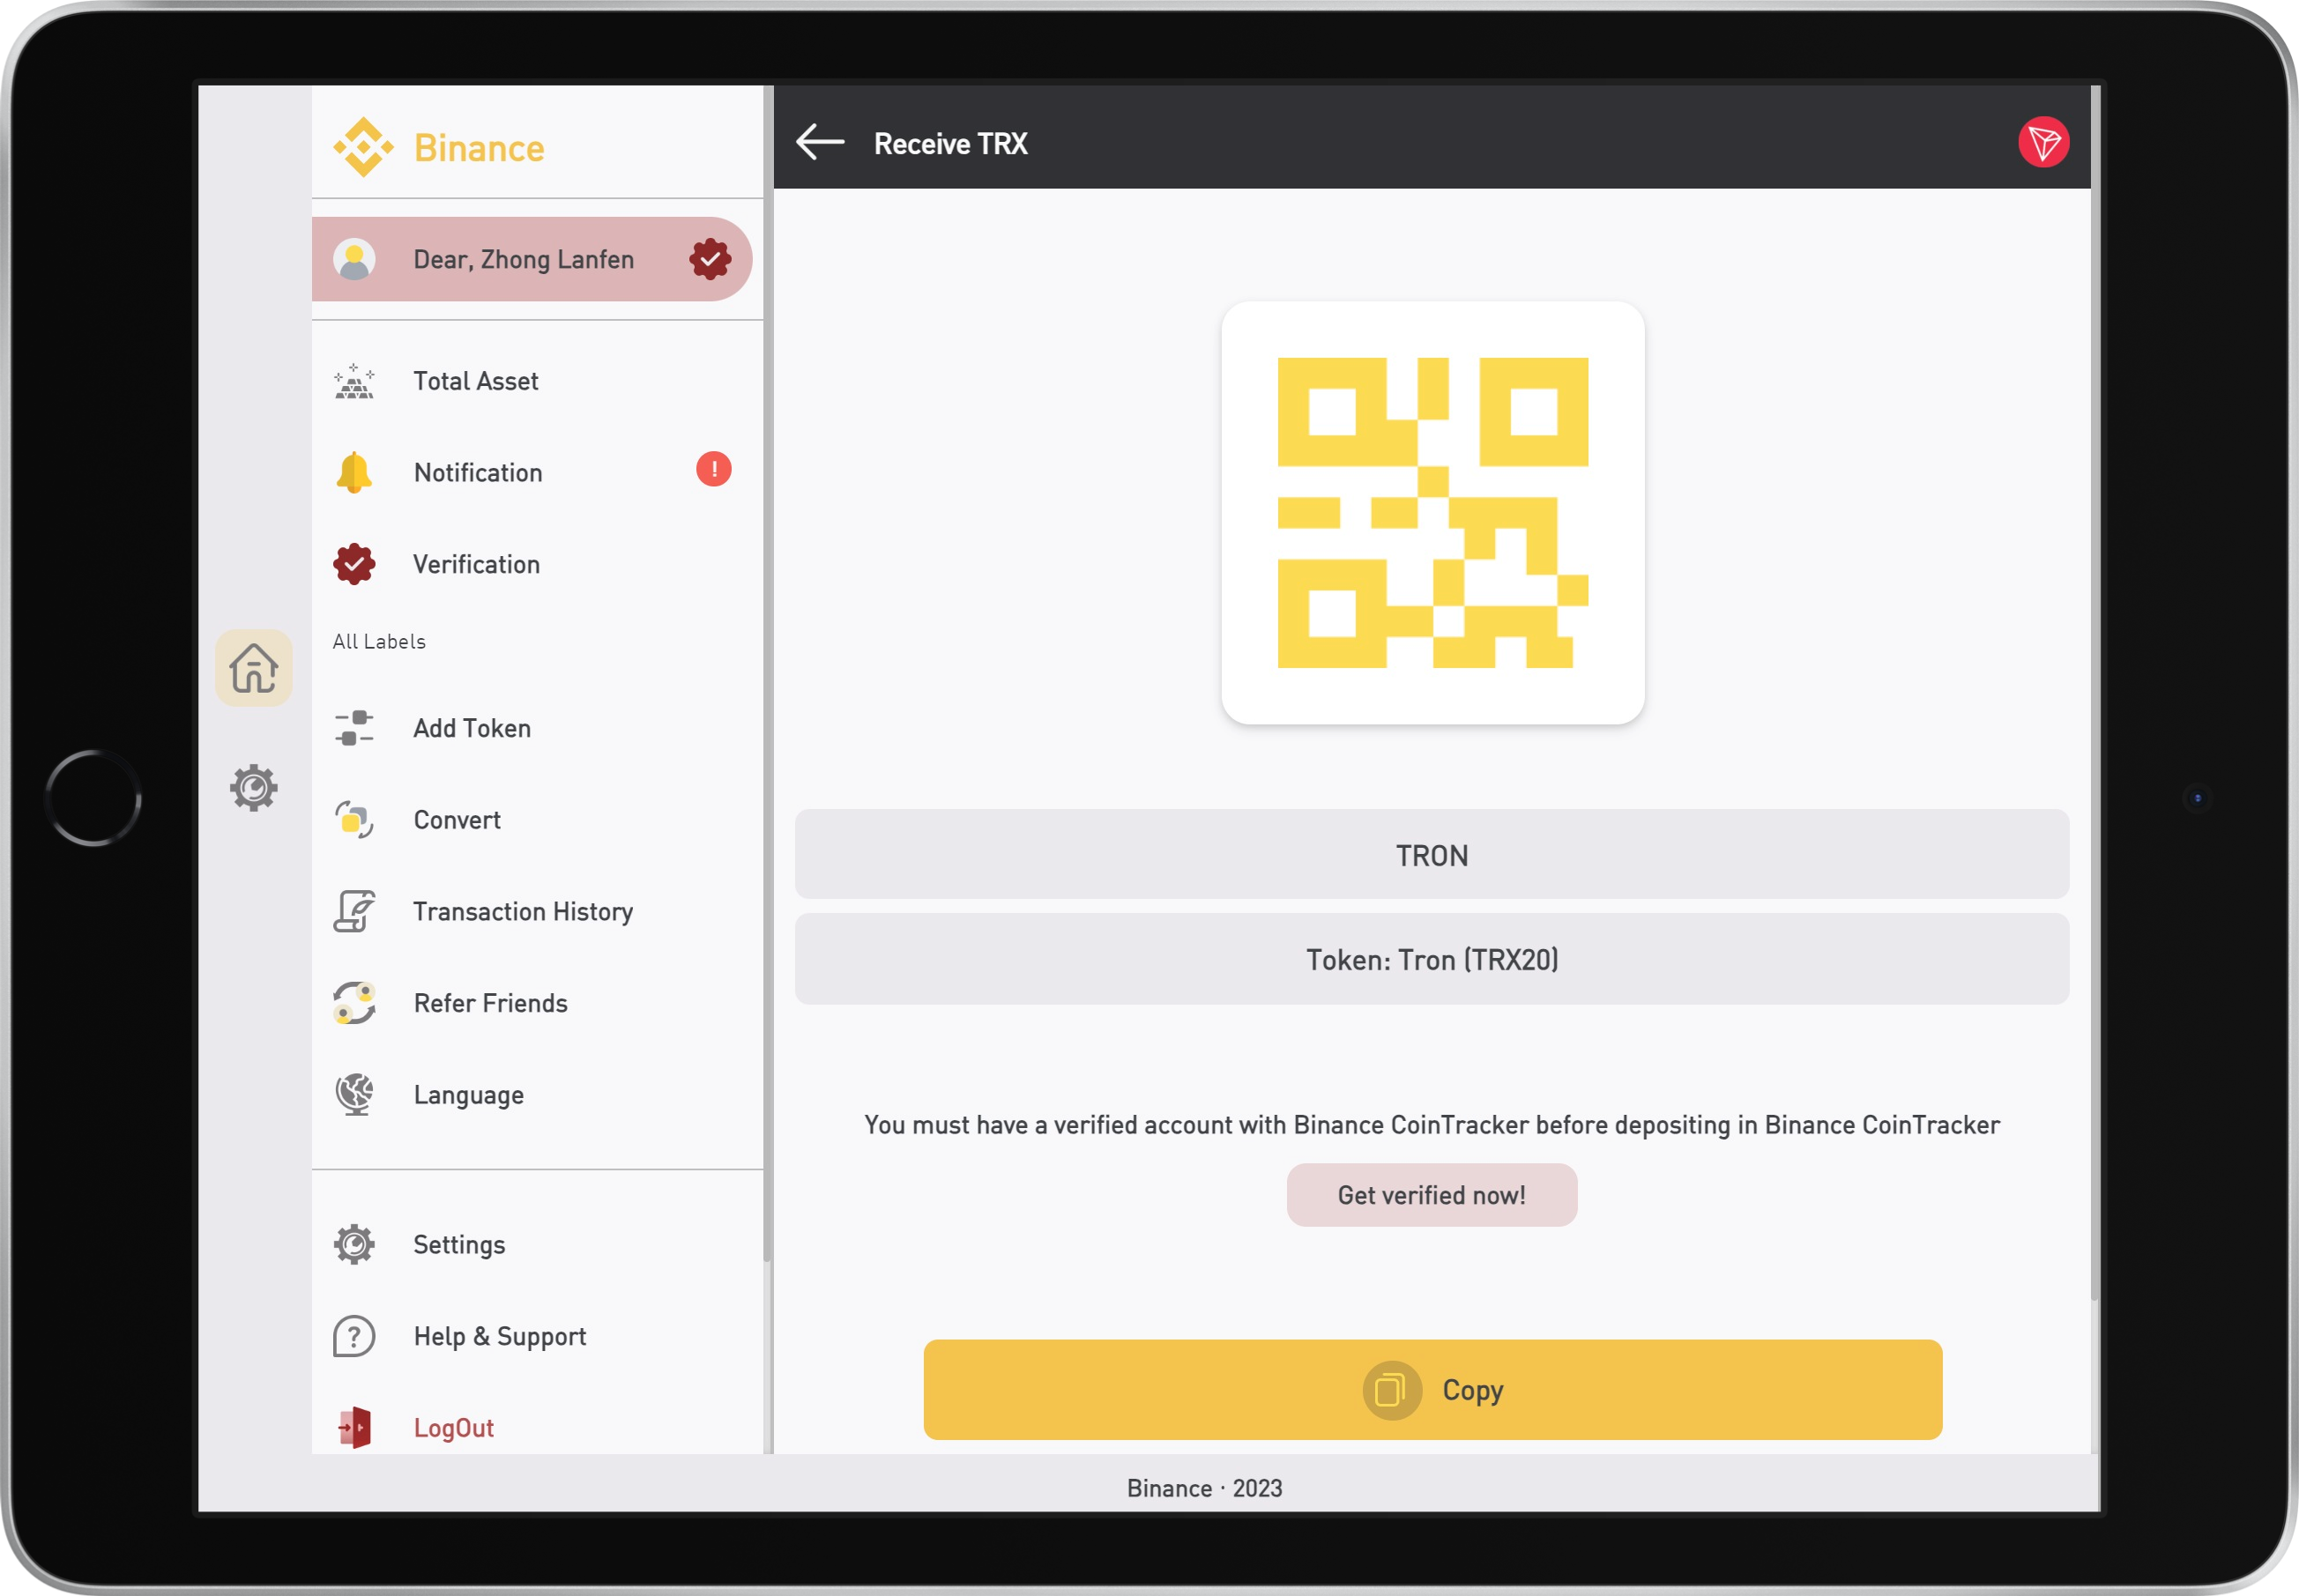 Binance
Dear, Zhong Lanfen
Total Asset
Notification
!
Verification
All Labels
Add Token
Convert
Transaction History
Refer Friends
Language
Settings
?
Help & Support
LogOut
Receive TRX
TRON
Token: Tron (TRX20)
You must have a verified account with Binance CoinTracker before depositing in Binance CoinTracker
Get verified now!
Copy
Binance · 2023